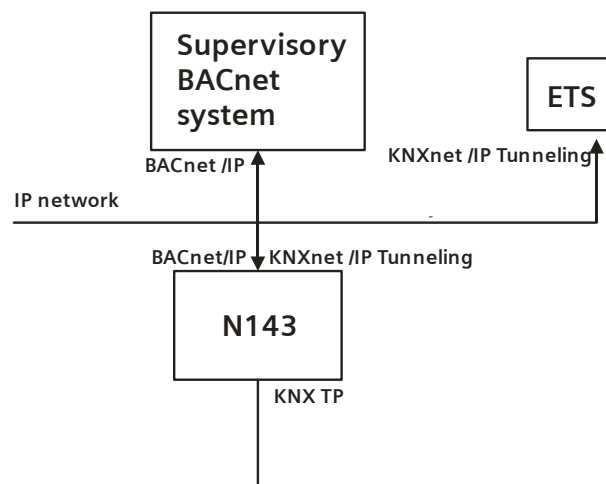 Supervisory
BACnet
system
ETS
BACnet /IP
KNXnet /IP Tunneling
IP network
BACnet/IP
KNXnet /IP Tunneling
N143
KNX TP